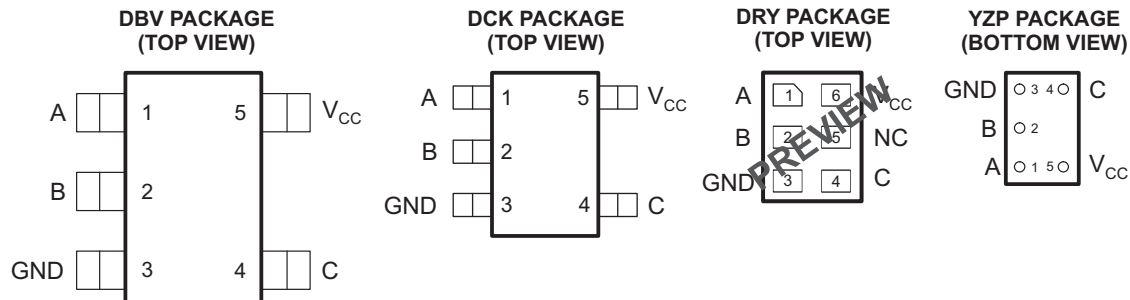 DBV PACKAGE
(TOP VIEW)
A
1
5
VCC
B
2
GND
3
4
C
DCK PACKAGE
(TOP VIEW)
A
1
5
VCC
B
2
GND
3
4
C
DRY PACKAGE
(TOP VIEW)
A
1
6
VCC
B
2
5
NC
GND
3
4
C
PREVIEW
YZP PACKAGE
(BOTTOM VIEW)
GND
3 4
C
B
2
A
1 5
VCC